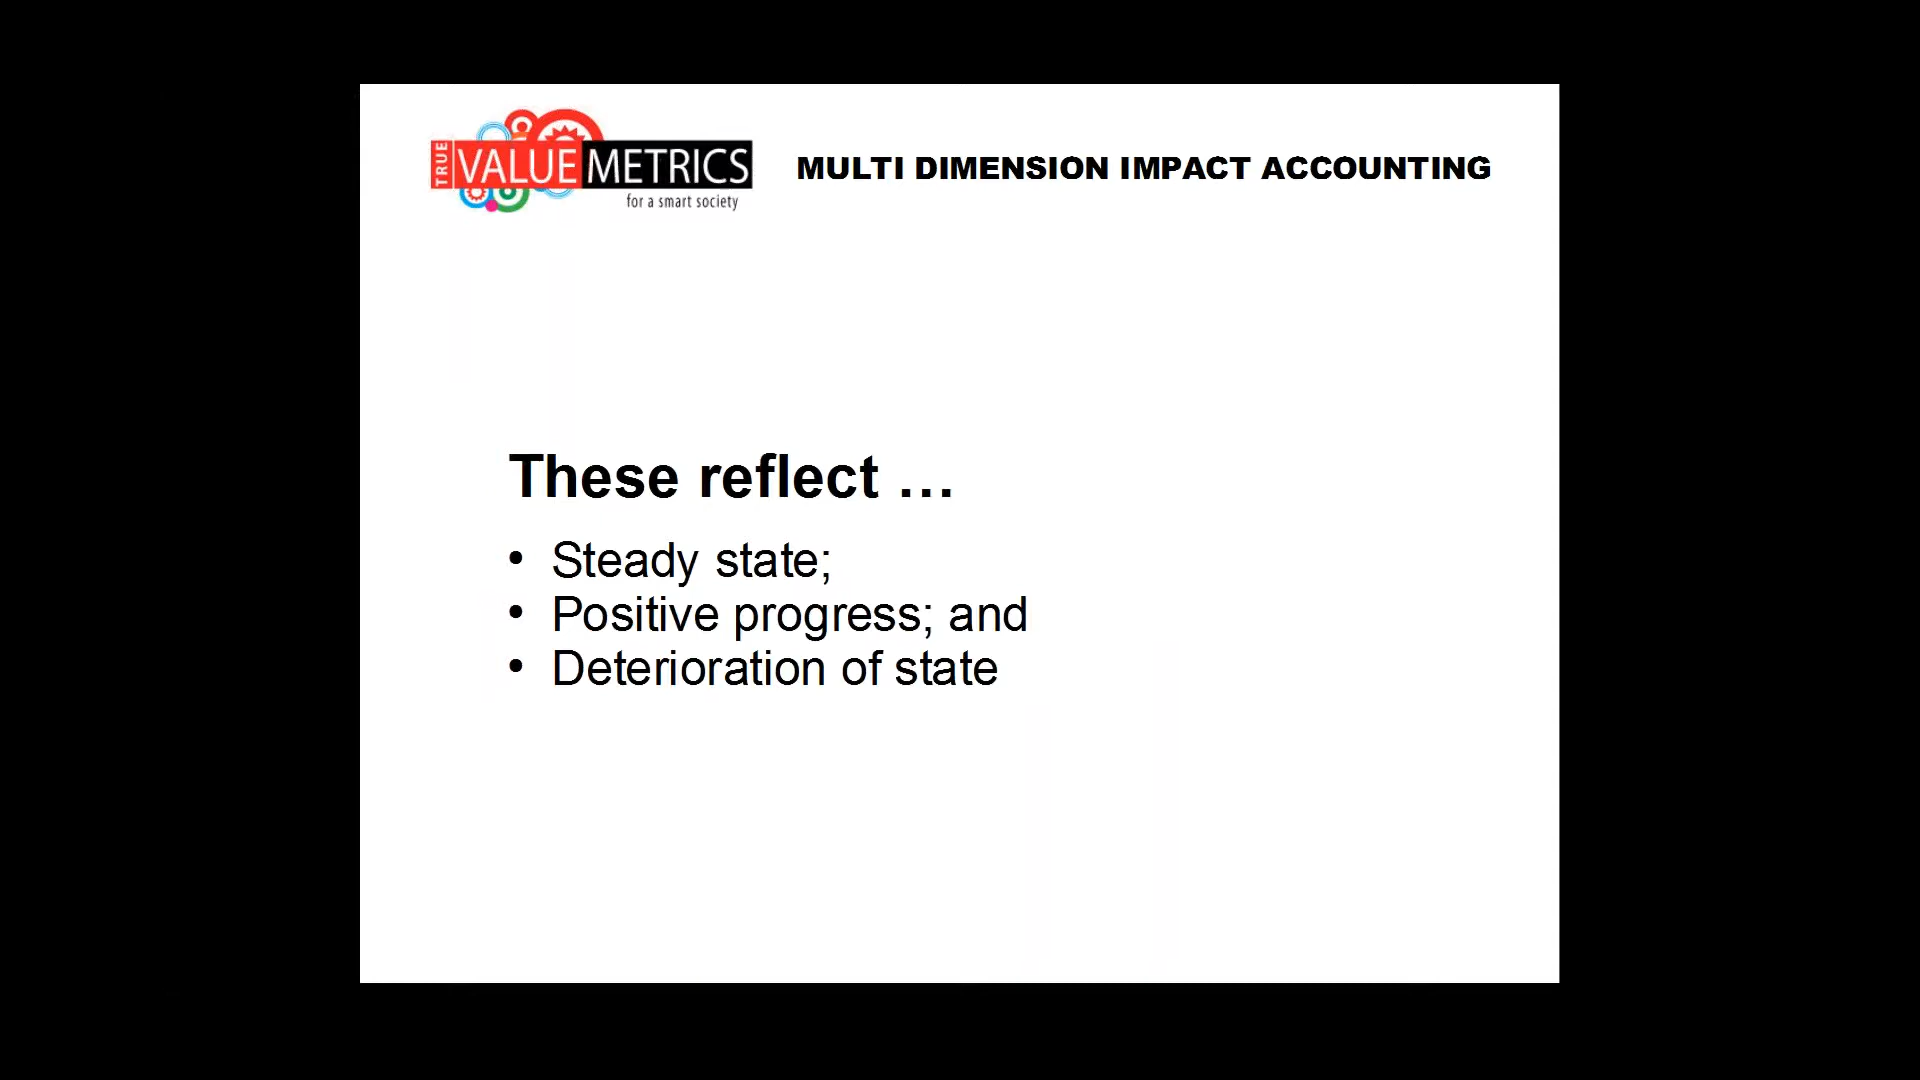 TRUE VALUE METRICS
for a smart society
MULTI DIMENSION IMPACT ACCOUNTING
These reflect …
• Steady state;
• Positive progress; and
• Deterioration of state